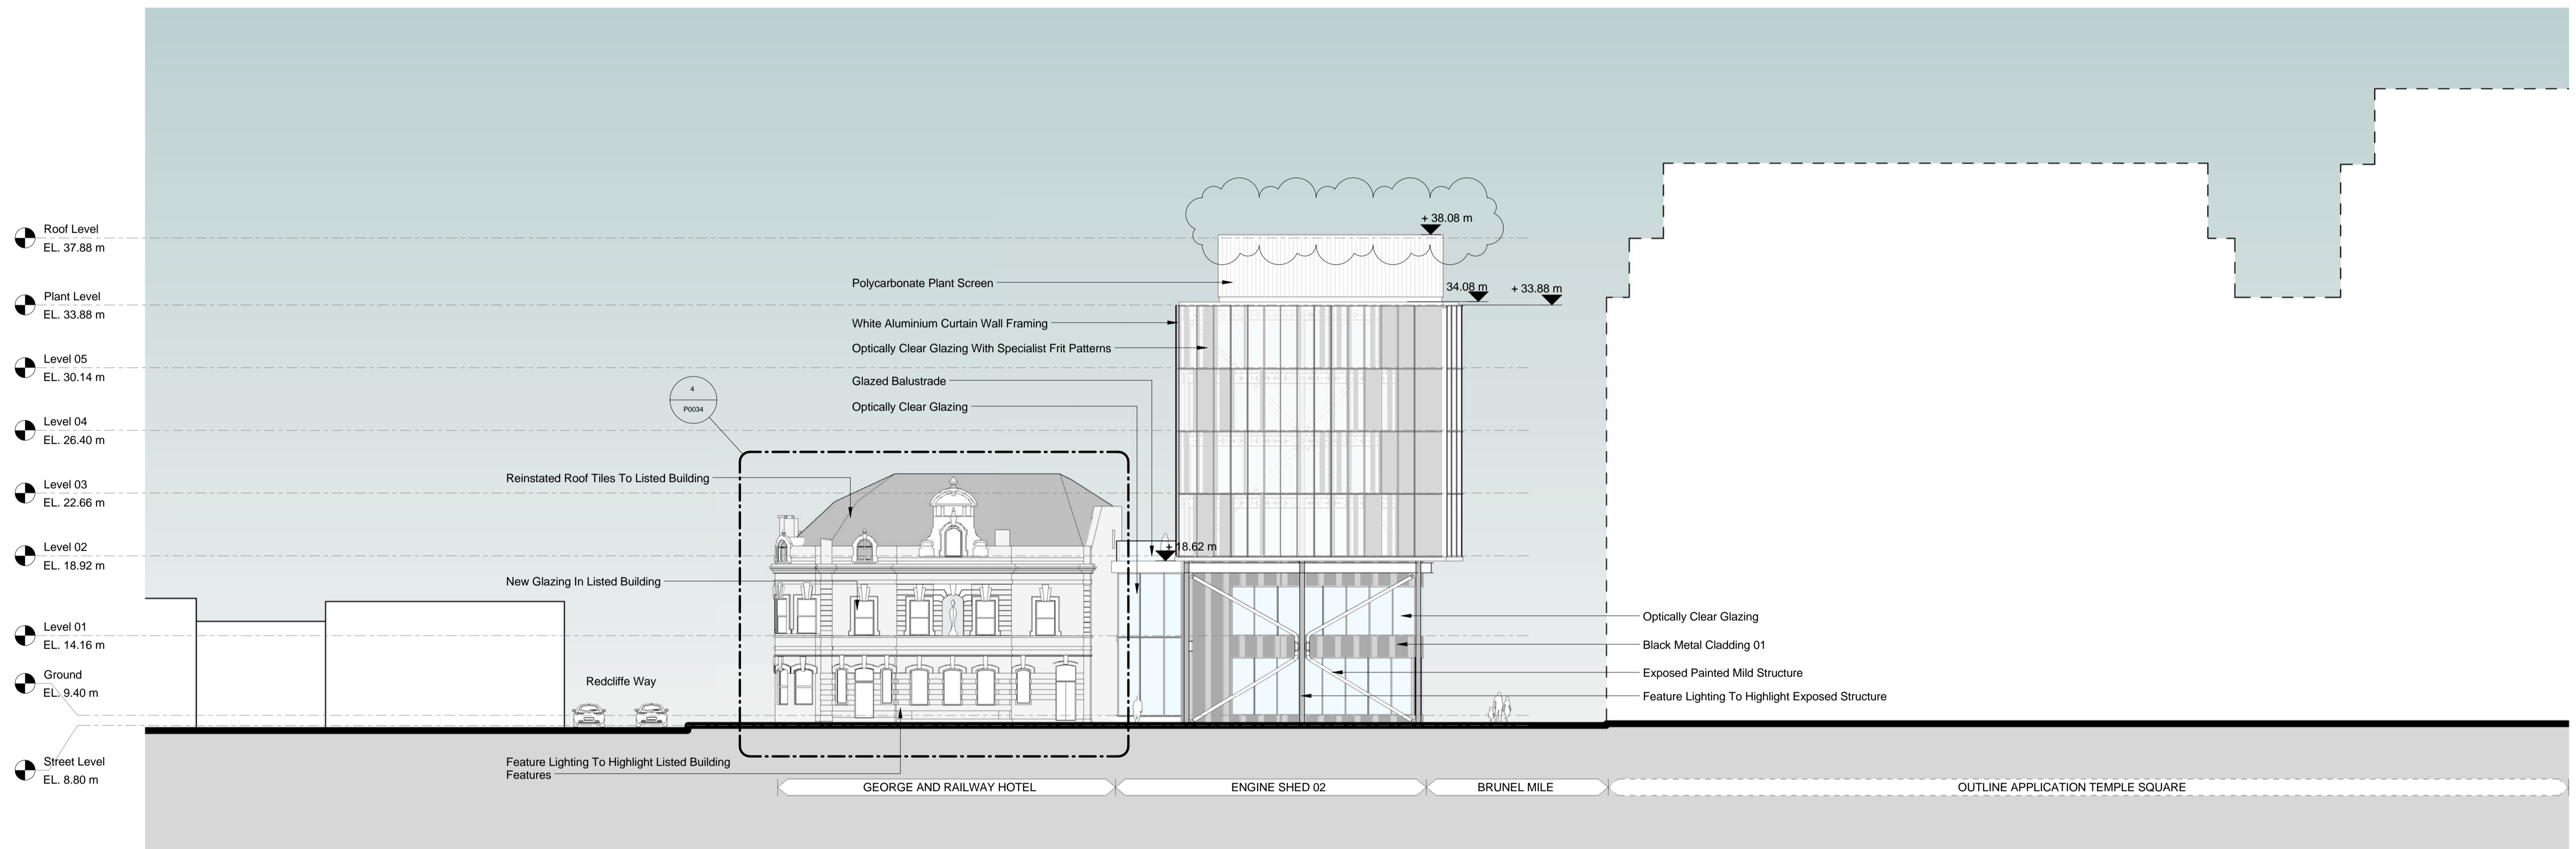 Roof Level
EL. 37.88 m
Plant Level
EL. 33.88 m
Level 05
EL. 30.14 m
Level 04
EL. 26.40 m
Level 03
EL. 22.66 m
Level 02
EL. 18.92 m
Level 01
EL. 14.16 m
Ground
EL. 9.40 m
Street Level
EL. 8.80 m
4
P0034
Reinstated Roof Tiles To Listed Building
New Glazing In Listed Building
Redcliffe Way
Feature Lighting To Highlight Listed Building
Features
Polycarbonate Plant Screen
White Aluminium Curtain Wall Framing
Optically Clear Glazing With Specialist Frit Patterns
Glazed Balustrade
Optically Clear Glazing
+ 38.08 m
34.08 m
+ 33.88 m
+ 18.62 m
Optically Clear Glazing
Black Metal Cladding 01
Exposed Painted Mild Structure
Feature Lighting To Highlight Exposed Structure
GEORGE AND RAILWAY HOTEL
ENGINE SHED 02
BRUNEL MILE
OUTLINE APPLICATION TEMPLE SQUARE